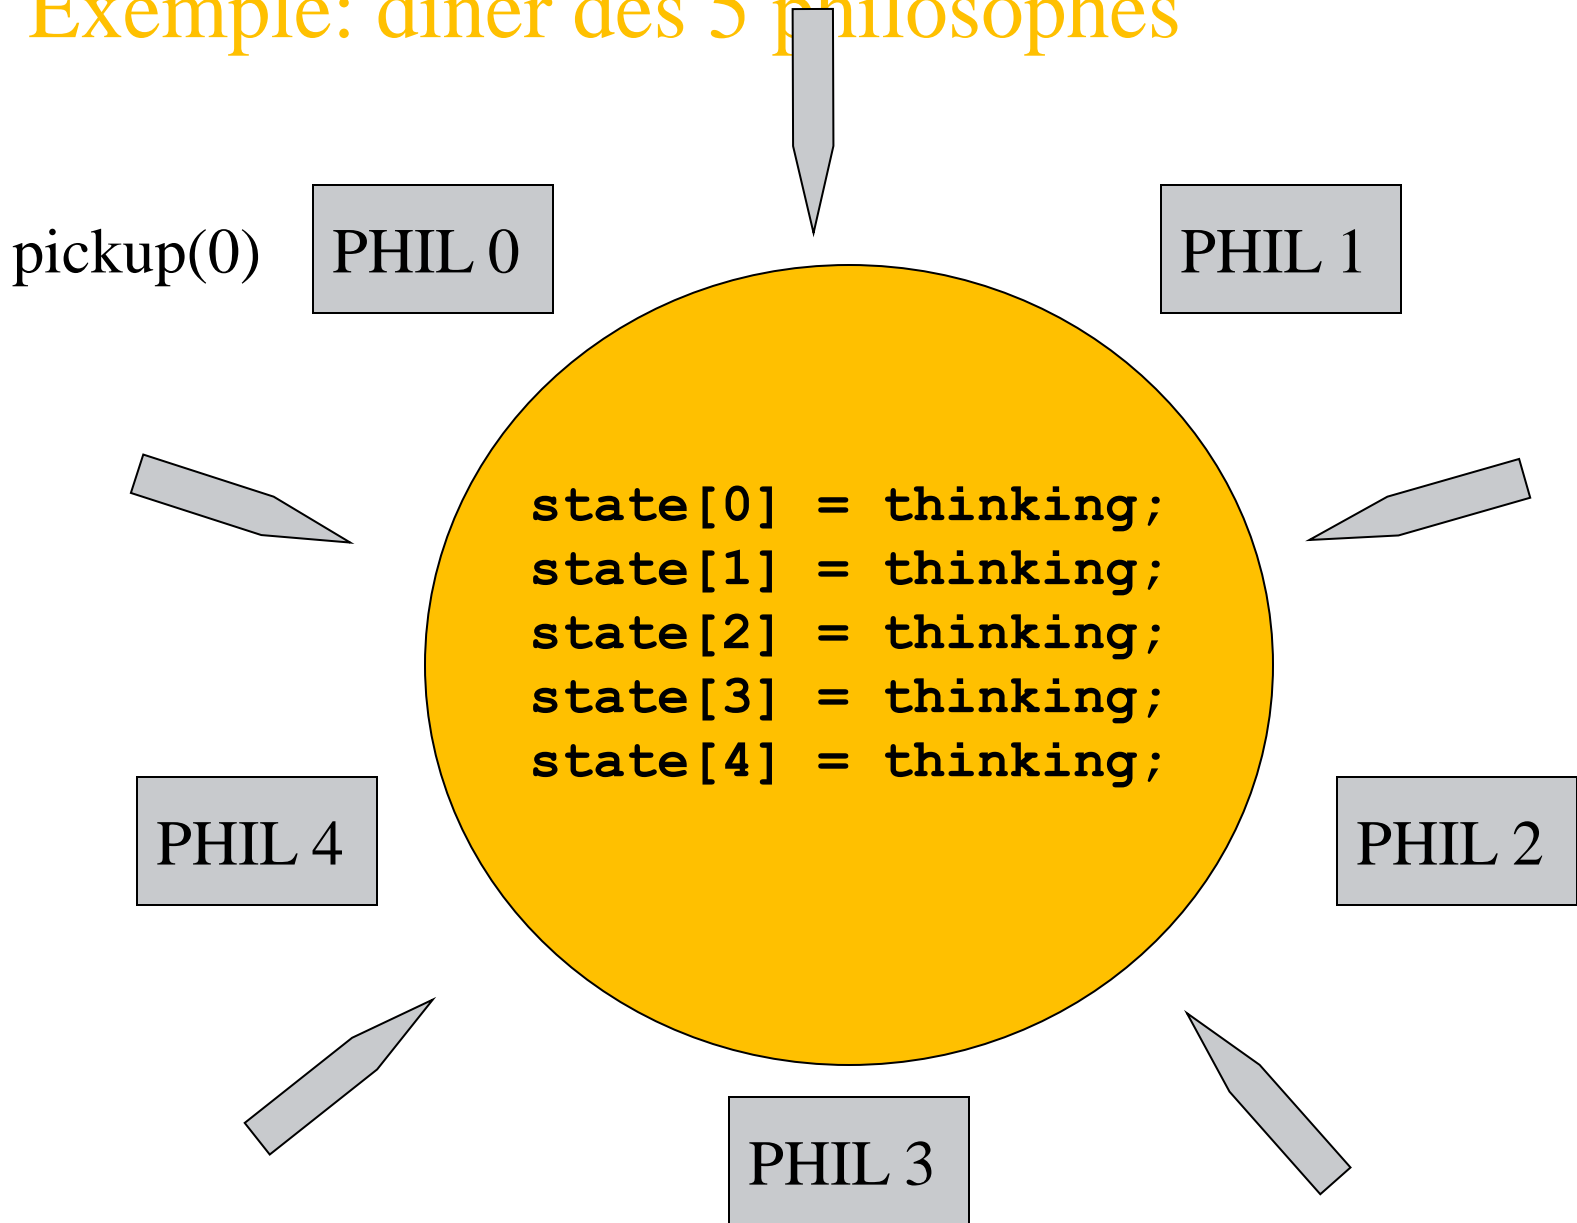 Exemple: diner des 5 philosophes
pickup(0)
PHIL 0
PHIL 1
state[0] = thinking;
state[1] = thinking;
state[2] = thinking;
state[3] = thinking;
state[4] = thinking;
PHIL 4
PHIL 2
PHIL 3